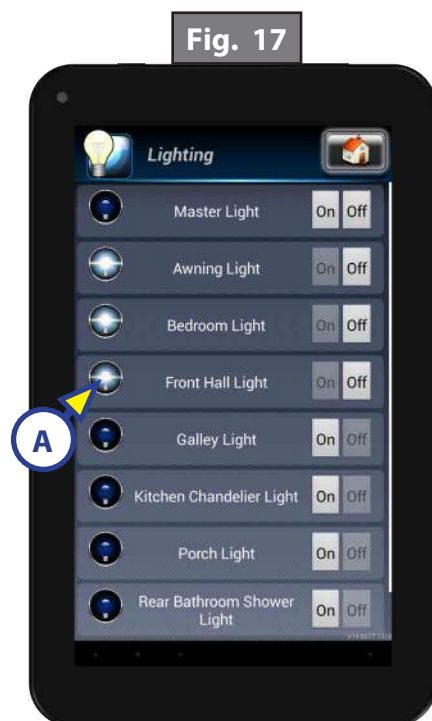 Fig. 17
Lighting
Master Light On Off
Awning Light On Off
Bedroom Light On Off
Front Hall Light On Off
A
Galley Light On Off
Kitchen Chandelier Light On Off
Porch Light On Off
Rear Bathroom Shower
Light On Off